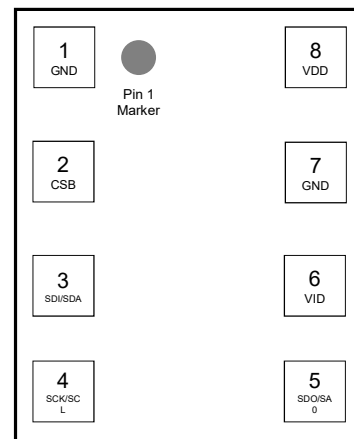 1
GND
Pin 1
Marker
8
VDD
2
CSB
7
GND
3
SDI/SDA
6
VID
4
SCK/SC
L
5
SDO/SA
0